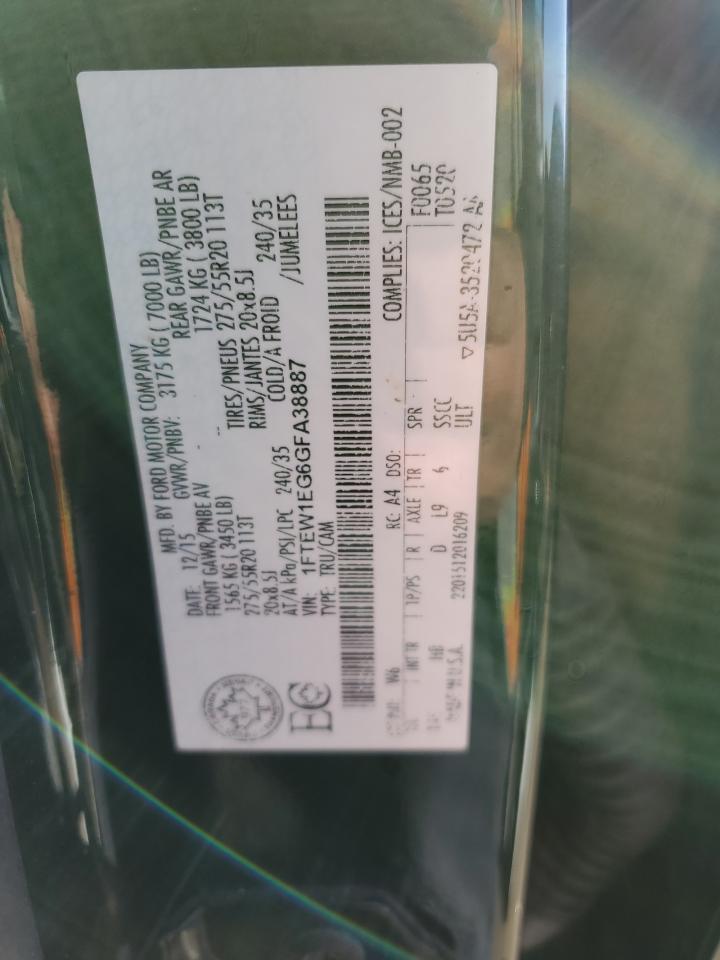 MFD. BY FORD MOTOR COMPANY
DATE: 12/15 GVWR/PNBV: 3175 KG ( 7000 LB)
FRONT GAWR/PNBE AV REAR GAWR/PNBE AR
1565 KG ( 3450 LB) 1724 KG ( 3800 LB)
275/55R20 113T TIRES/PNEUS 275/55R20 113T
20x8.5J RIMS/JANTES 20x8.5J
AT/A kPa/PSI/LPC 240/35 COLD/A FROID 240/35
VIN: 1FTEW1EG6GFA38887 /JUMELEES
TYPE: TRU/CAM
EC
W6 RC: A4 DSO: COMPLIES: ICES/NMB-002
INT TR TP/PS R AXLE TR SPR F0065
HB D L9 6 SSCC T0520
U.S.A. 2201512016209 ULT